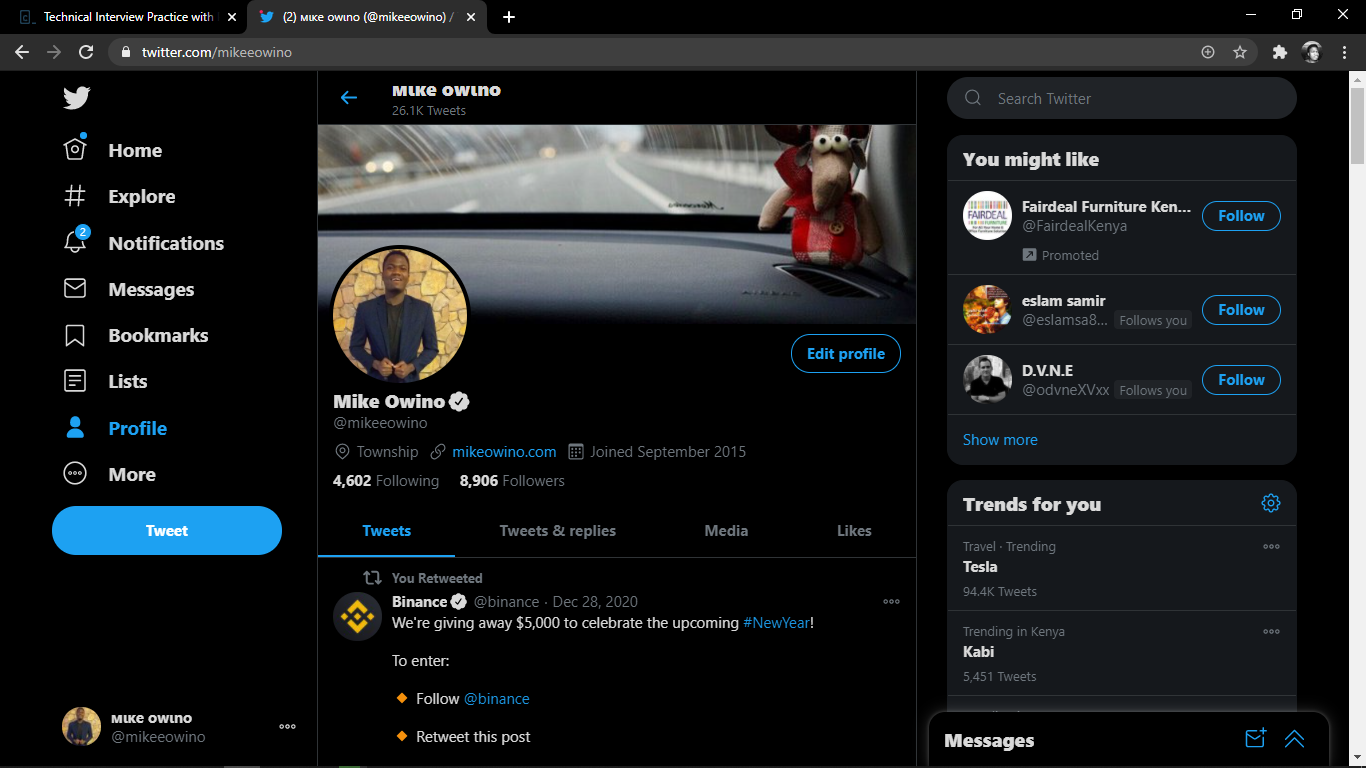 Technical Interview Practice with
(2) ᴍɪᴋᴇ ᴏᴡɪɴᴏ (@mikeeowino) /
twitter.com/mikeeowino
Home
Explore
2
Notifications
Messages
Bookmarks
Lists
Profile
More
Tweet
ᴍɪᴋᴇ ᴏᴡɪɴᴏ
@mikeeowino
ᴍɪᴋᴇ ᴏᴡɪɴᴏ
26.1K Tweets
Edit profile
Mike Owino
@mikeeowino
Township mikeowino.com Joined September 2015
4,602 Following 8,906 Followers
Tweets Tweets & replies Media Likes
You Retweeted
Binance @binance · Dec 28, 2020
We're giving away $5,000 to celebrate the upcoming #NewYear!
To enter:
🔸 Follow @binance
🔸 Retweet this post
Search Twitter
You might like
FAIRDEAL
FURNITURE
Fairdeal Furniture Ken...
@FairdealKenya
Follow
Promoted
eslam samir
@eslamsa8... Follows you
Follow
D.V.N.E
@odvneXVxx Follows you
Follow
Show more
Trends for you
Travel · Trending
Tesla
94.4K Tweets
Trending in Kenya
Kabi
5,451 Tweets
Messages